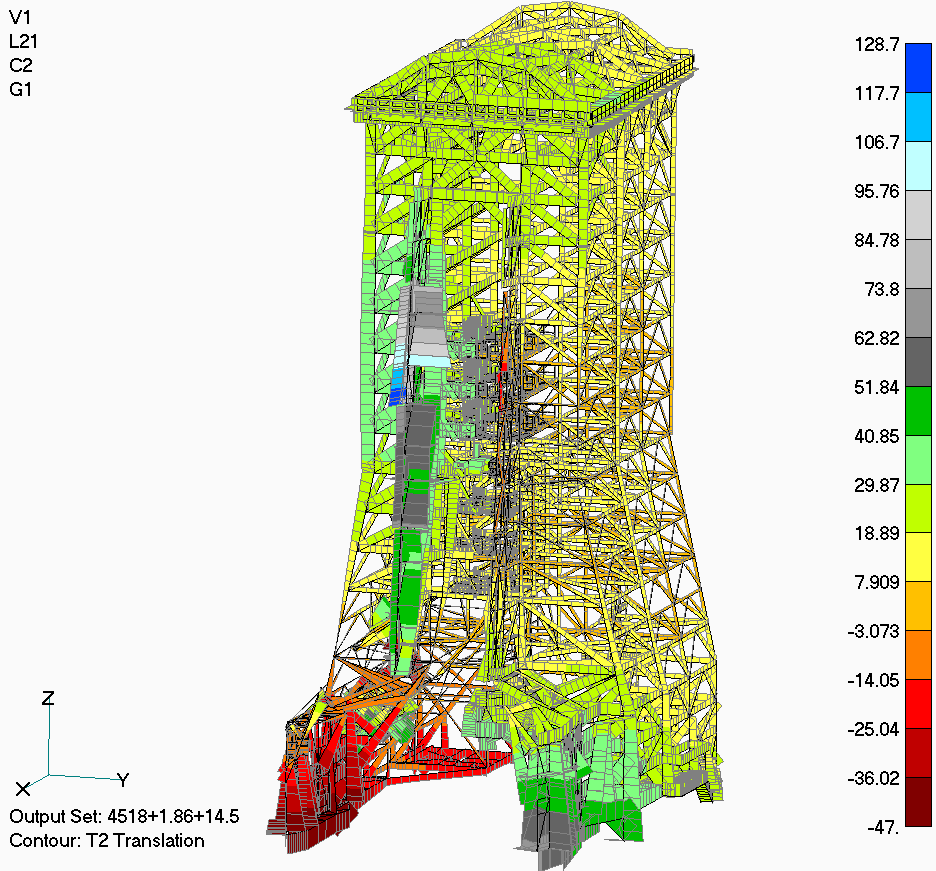 V1
L21
C2
G1
128.7
117.7
106.7
95.76
84.78
73.8
62.82
51.84
40.85
29.87
18.89
7.909
-3.073
-14.05
-25.04
-36.02
-47.
Z
X
Y
Output Set: 4518+1.86+14.5
Contour: T2 Translation